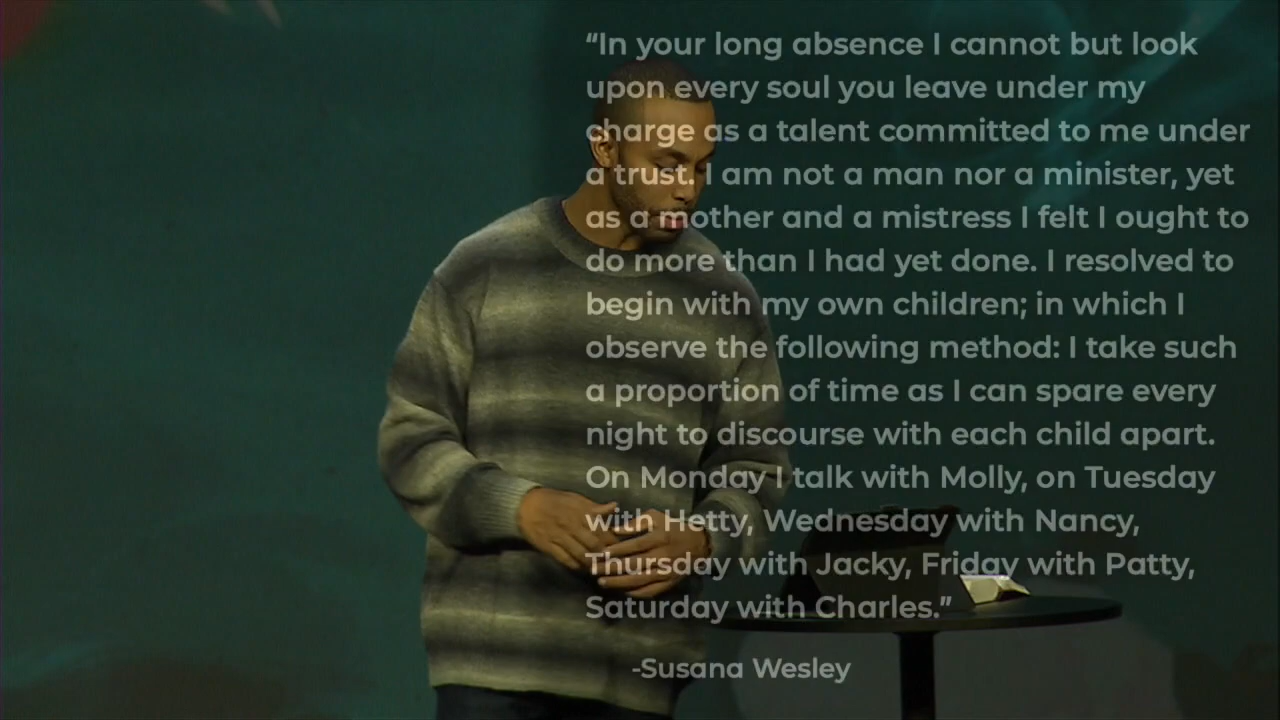 “In your long absence I cannot but look
upon every soul you leave under my
charge as a talent committed to me under
a trust. I am not a man nor a minister, yet
as a mother and a mistress I felt I ought to
do more than I had yet done. I resolved to
begin with my own children; in which I
observe the following method: I take such
a proportion of time as I can spare every
night to discourse with each child apart.
On Monday I talk with Molly, on Tuesday
with Hetty, Wednesday with Nancy,
Thursday with Jacky, Friday with Patty,
Saturday with Charles.”
-Susana Wesley